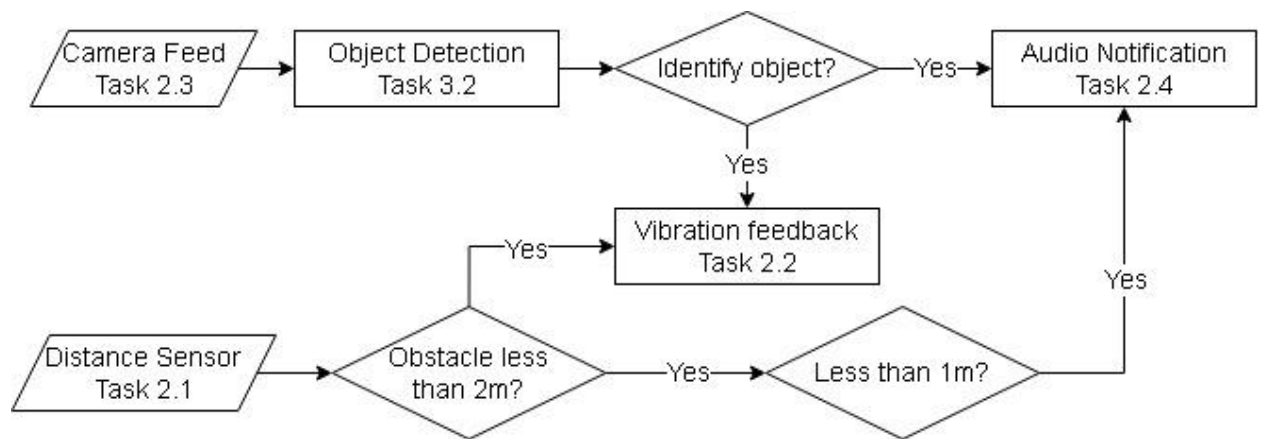 Camera Feed
Task 2.3
Object Detection
Task 3.2
Identify object?
Yes
Audio Notification
Task 2.4
Yes
Vibration feedback
Task 2.2
Yes
Yes
Distance Sensor
Task 2.1
Obstacle less
than 2m?
Yes
Less than 1m?